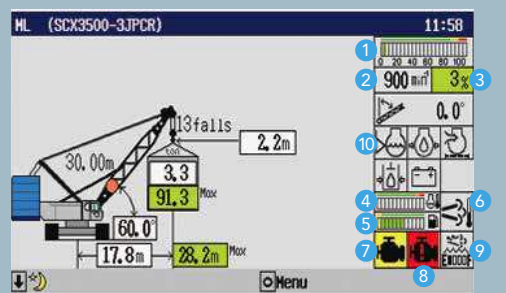 ML (SCX3500-3JPCR) 11:58
1
0 20 40 60 80 100
2 900 min⁻¹ 3% 3
0.0°
13falls
2.2m
10
ton
3.3
30.00m
91.3 Max
4
6
5
60.0°
17.8m 28.2m Max
7
8
9
E0000F
Menu